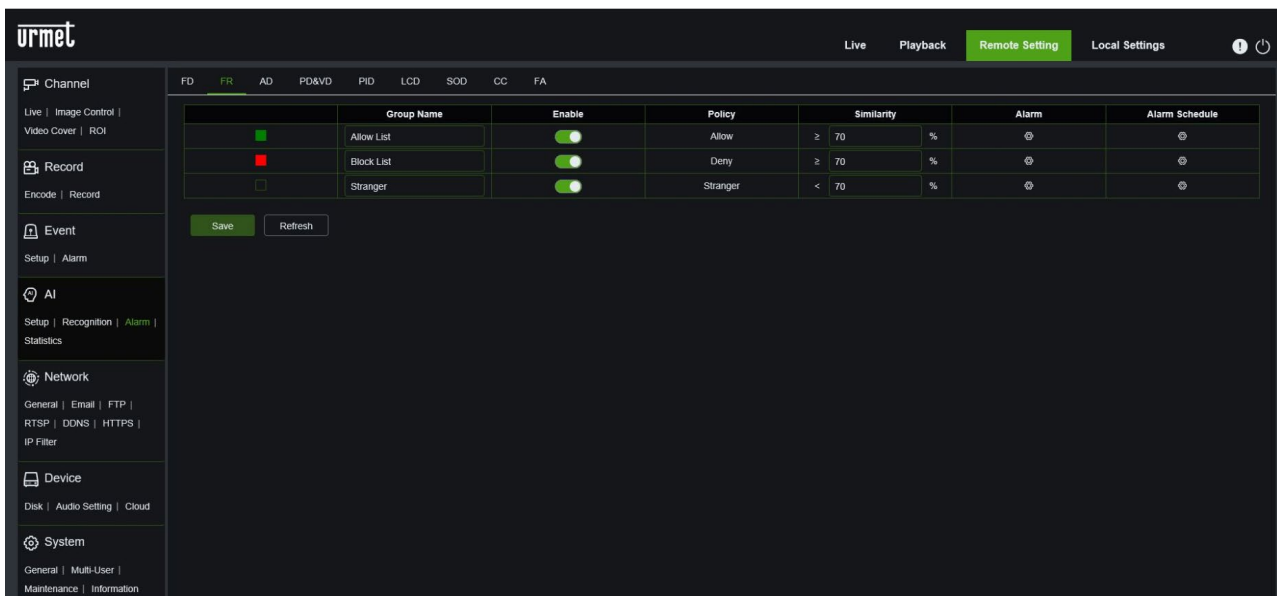 urmet
Live Playback Remote Setting Local Settings
Channel
Live | Image Control |
Video Cover | ROI
Record
Encode | Record
Event
Setup | Alarm
AI
Setup | Recognition | Alarm |
Statistics
Network
General | Email | FTP |
RTSP | DDNS | HTTPS |
IP Filter
Device
Disk | Audio Setting | Cloud
System
General | Multi-User |
Maintenance | Information
FD FR AD PD&VD PID LCD SOD CC FA
Group Name Enable Policy Similarity Alarm Alarm Schedule
Allow List Allow ≥ 70 %
Block List Deny ≥ 70 %
Stranger Stranger < 70 %
Save Refresh